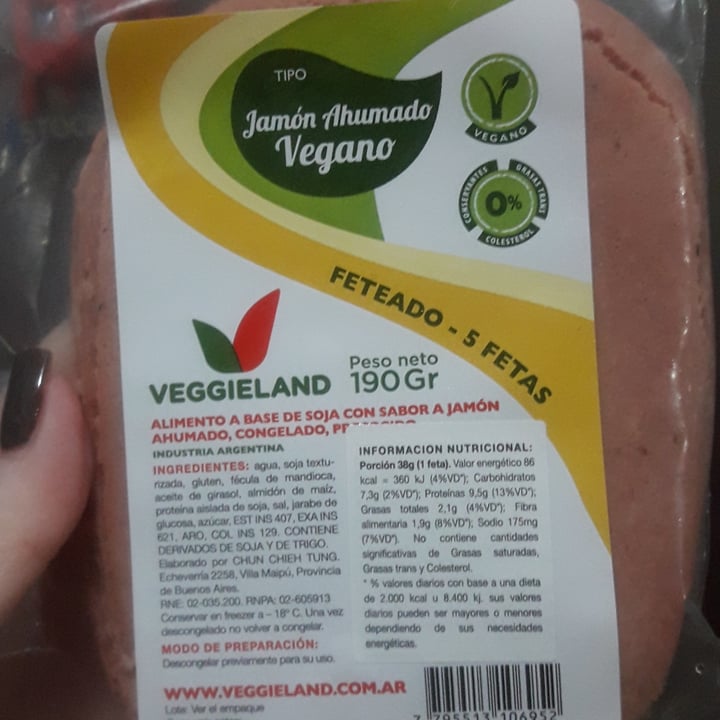 TIPO
Jamón Ahumado
Vegano
VEGANO
CONSERVANTES
GRASAS TRANS
0%
COLESTEROL
FETEADO - 5 FETAS
VEGGIELAND
Peso neto
190Gr
ALIMENTO A BASE DE SOJA CON SABOR A JAMÓN
AHUMADO, CONGELADO,
INDUSTRIA ARGENTINA
INGREDIENTES: agua, soja textu-
rizada, gluten, fécula de mandioca,
aceite de girasol, almidón de maíz,
proteína aislada de soja, sal, jarabe de
glucosa, azúcar, EST INS 407, EXA INS
621, ARO, COL INS 129. CONTIENE
DERIVADOS DE SOJA Y DE TRIGO.
Elaborado por CHUN CHIEH TUNG.
Echeverría 2258, Villa Maipú, Provincia
de Buenos Aires.
RNE: 02-035.200. RNPA: 02-605913
Conservar en freezer a – 18° C. Una vez
descongelado no volver a congelar.
MODO DE PREPARACIÓN:
Descongelar previamente para su uso.
WWW.VEGGIELAND.COM.AR
Lote: Ver el empaque
INFORMACION NUTRICIONAL:
Porción 38g (1 feta). Valor energético 86
kcal = 360 kJ (4%VD*); Carbohidratos
7,3g (2%VD*); Proteínas 9,5g (13%VD*);
Grasas totales 2,1g (4%VD*); Fibra
alimentaria 1,9g (8%VD*); Sodio 175mg
(7%VD*). No contiene cantidades
significativas de Grasas saturadas,
Grasas trans y Colesterol.
* % valores diarios con base a una dieta
de 2.000 kcal u 8.400 kj. sus valores
diarios pueden ser mayores o menores
dependiendo de sus necesidades
energéticas.
7 795513 106952